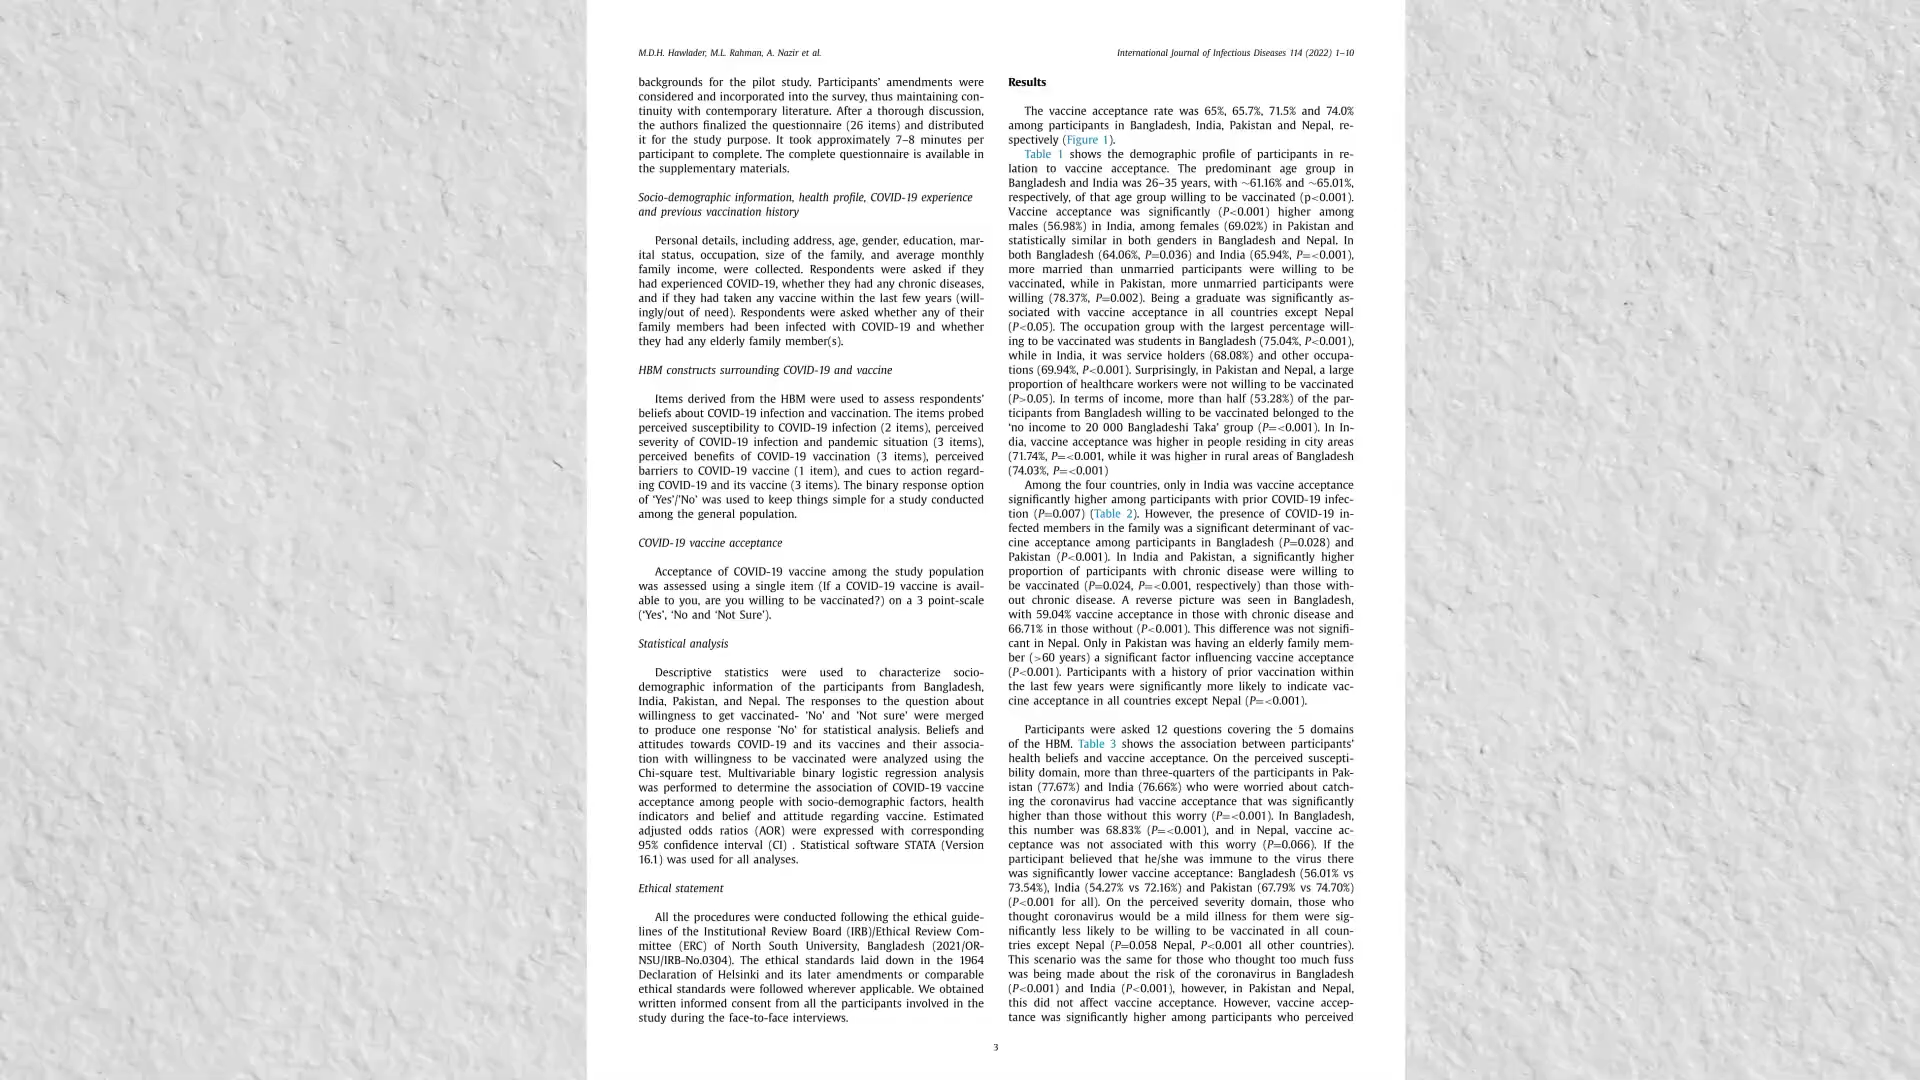 M.D.H. Hawlader, M.L. Rahman, A. Nazir et al.
International Journal of Infectious Diseases 114 (2022) 1–10
backgrounds for the pilot study. Participants' amendments were
considered and incorporated into the survey, thus maintaining con-
tinuity with contemporary literature. After a thorough discussion,
the authors finalized the questionnaire (26 items) and distributed
it for the study purpose. It took approximately 7–8 minutes per
participant to complete. The complete questionnaire is available in
the supplementary materials.
Socio-demographic information, health profile, COVID-19 experience
and previous vaccination history
Personal details, including address, age, gender, education, mar-
ital status, occupation, size of the family, and average monthly
family income, were collected. Respondents were asked if they
had experienced COVID-19, whether they had any chronic diseases,
and if they had taken any vaccine within the last few years (will-
ingly/out of need). Respondents were asked whether any of their
family members had been infected with COVID-19 and whether
they had any elderly family member(s).
HBM constructs surrounding COVID-19 and vaccine
Items derived from the HBM were used to assess respondents'
beliefs about COVID-19 infection and vaccination. The items probed
perceived susceptibility to COVID-19 infection (2 items), perceived
severity of COVID-19 infection and pandemic situation (3 items),
perceived benefits of COVID-19 vaccination (3 items), perceived
barriers to COVID-19 vaccine (1 item), and cues to action regard-
ing COVID-19 and its vaccine (3 items). The binary response option
of 'Yes'/'No' was used to keep things simple for a study conducted
among the general population.
COVID-19 vaccine acceptance
Acceptance of COVID-19 vaccine among the study population
was assessed using a single item (If a COVID-19 vaccine is avail-
able to you, are you willing to be vaccinated?) on a 3 point-scale
('Yes', 'No and 'Not Sure').
Statistical analysis
Descriptive statistics were used to characterize socio-
demographic information of the participants from Bangladesh,
India, Pakistan, and Nepal. The responses to the question about
willingness to get vaccinated- 'No' and 'Not sure' were merged
to produce one response 'No' for statistical analysis. Beliefs and
attitudes towards COVID-19 and its vaccines and their associa-
tion with willingness to be vaccinated were analyzed using the
Chi-square test. Multivariable binary logistic regression analysis
was performed to determine the association of COVID-19 vaccine
acceptance among people with socio-demographic factors, health
indicators and belief and attitude regarding vaccine. Estimated
adjusted odds ratios (AOR) were expressed with corresponding
95% confidence interval (CI) . Statistical software STATA (Version
16.1) was used for all analyses.
Ethical statement
All the procedures were conducted following the ethical guide-
lines of the Institutional Review Board (IRB)/Ethical Review Com-
mittee (ERC) of North South University, Bangladesh (2021/OR-
NSU/IRB-No.0304). The ethical standards laid down in the 1964
Declaration of Helsinki and its later amendments or comparable
ethical standards were followed wherever applicable. We obtained
written informed consent from all the participants involved in the
study during the face-to-face interviews.
Results
The vaccine acceptance rate was 65%, 65.7%, 71.5% and 74.0%
among participants in Bangladesh, India, Pakistan and Nepal, re-
spectively (Figure 1).
Table 1 shows the demographic profile of participants in re-
lation to vaccine acceptance. The predominant age group in
Bangladesh and India was 26–35 years, with ~61.16% and ~65.01%,
respectively, of that age group willing to be vaccinated (p<0.001).
Vaccine acceptance was significantly (P<0.001) higher among
males (56.98%) in India, among females (69.02%) in Pakistan and
statistically similar in both genders in Bangladesh and Nepal. In
both Bangladesh (64.06%, P=0.036) and India (65.94%, P=<0.001),
more married than unmarried participants were willing to be
vaccinated, while in Pakistan, more unmarried participants were
willing (78.37%, P=0.002). Being a graduate was significantly as-
sociated with vaccine acceptance in all countries except Nepal
(P<0.05). The occupation group with the largest percentage will-
ing to be vaccinated was students in Bangladesh (75.04%, P<0.001),
while in India, it was service holders (68.08%) and other occupa-
tions (69.94%, P<0.001). Surprisingly, in Pakistan and Nepal, a large
proportion of healthcare workers were not willing to be vaccinated
(P>0.05). In terms of income, more than half (53.28%) of the par-
ticipants from Bangladesh willing to be vaccinated belonged to the
'no income to 20 000 Bangladeshi Taka' group (P=<0.001). In In-
dia, vaccine acceptance was higher in people residing in city areas
(71.74%, P=<0.001, while it was higher in rural areas of Bangladesh
(74.03%, P=<0.001)
Among the four countries, only in India was vaccine acceptance
significantly higher among participants with prior COVID-19 infec-
tion (P=0.007) (Table 2). However, the presence of COVID-19 in-
fected members in the family was a significant determinant of vac-
cine acceptance among participants in Bangladesh (P=0.028) and
Pakistan (P<0.001). In India and Pakistan, a significantly higher
proportion of participants with chronic disease were willing to
be vaccinated (P=0.024, P=<0.001, respectively) than those with-
out chronic disease. A reverse picture was seen in Bangladesh,
with 59.04% vaccine acceptance in those with chronic disease and
66.71% in those without (P<0.001). This difference was not signifi-
cant in Nepal. Only in Pakistan was having an elderly family mem-
ber (>60 years) a significant factor influencing vaccine acceptance
(P<0.001). Participants with a history of prior vaccination within
the last few years were significantly more likely to indicate vac-
cine acceptance in all countries except Nepal (P=<0.001).
Participants were asked 12 questions covering the 5 domains
of the HBM. Table 3 shows the association between participants'
health beliefs and vaccine acceptance. On the perceived suscepti-
bility domain, more than three-quarters of the participants in Pak-
istan (77.67%) and India (76.66%) who were worried about catch-
ing the coronavirus had vaccine acceptance that was significantly
higher than those without this worry (P=<0.001). In Bangladesh,
this number was 68.83% (P=<0.001), and in Nepal, vaccine ac-
ceptance was not associated with this worry (P=0.066). If the
participant believed that he/she was immune to the virus there
was significantly lower vaccine acceptance: Bangladesh (56.01% vs
73.54%), India (54.27% vs 72.16%) and Pakistan (67.79% vs 74.70%)
(P<0.001 for all). On the perceived severity domain, those who
thought coronavirus would be a mild illness for them were sig-
nificantly less likely to be willing to be vaccinated in all coun-
tries except Nepal (P=0.058 Nepal, P<0.001 all other countries).
This scenario was the same for those who thought too much fuss
was being made about the risk of the coronavirus in Bangladesh
(P<0.001) and India (P<0.001), however, in Pakistan and Nepal,
this did not affect vaccine acceptance. However, vaccine accep-
tance was significantly higher among participants who perceived
3